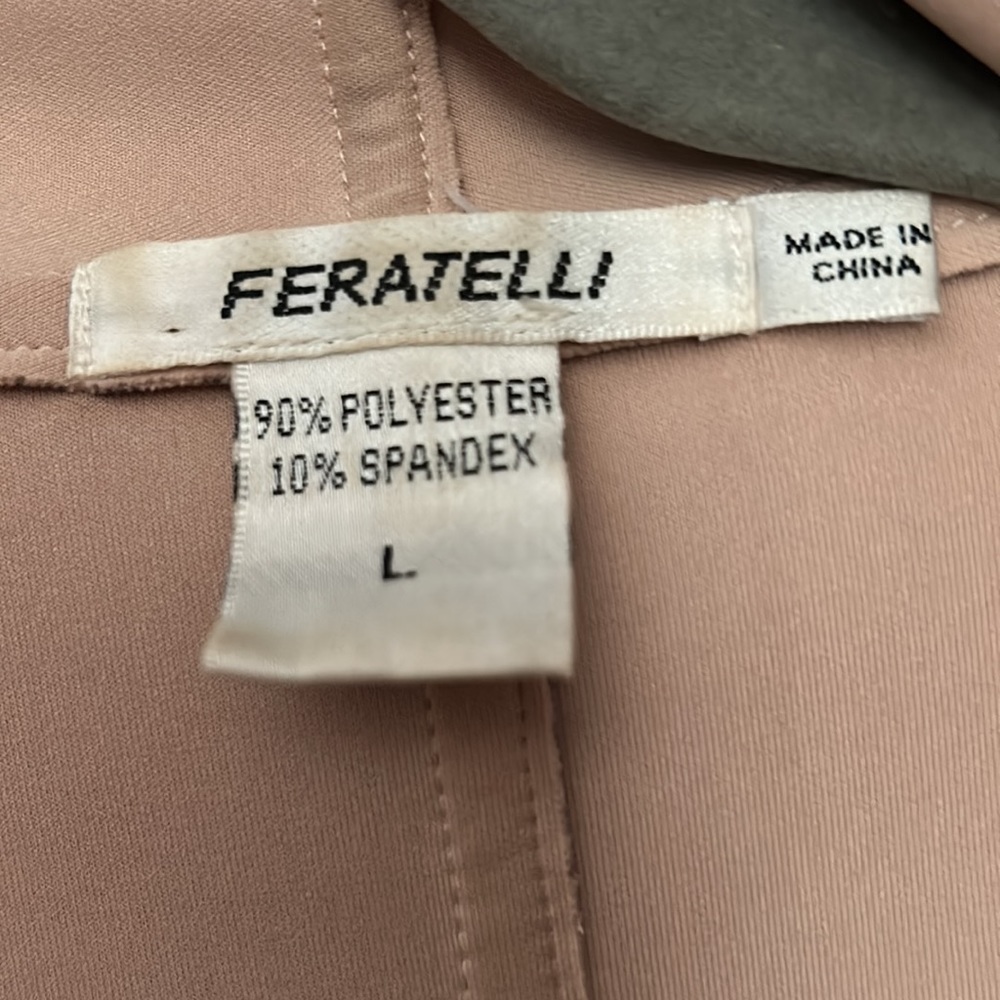 FERATELLI
MADE IN
CHINA
90% POLYESTER
10% SPANDEX
L.